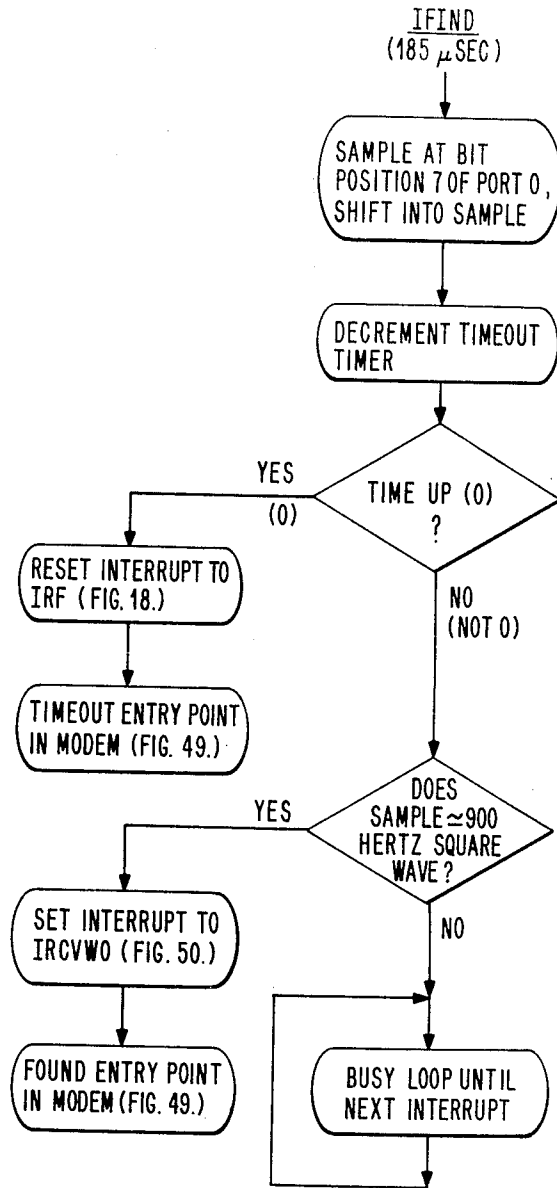 IFIND
(185 μSEC)
SAMPLE AT BIT
POSITION 7 OF PORT 0,
SHIFT INTO SAMPLE
DECREMENT TIMEOUT
TIMER
TIME UP (0)
?
YES
(0)
RESET INTERRUPT TO
IRF (FIG. 18.)
TIMEOUT ENTRY POINT
IN MODEM (FIG. 49.)
NO
(NOT 0)
DOES
SAMPLE≃900
HERTZ SQUARE
WAVE?
YES
SET INTERRUPT TO
IRCVWO (FIG. 50.)
FOUND ENTRY POINT
IN MODEM (FIG. 49.)
NO
BUSY LOOP UNTIL
NEXT INTERRUPT